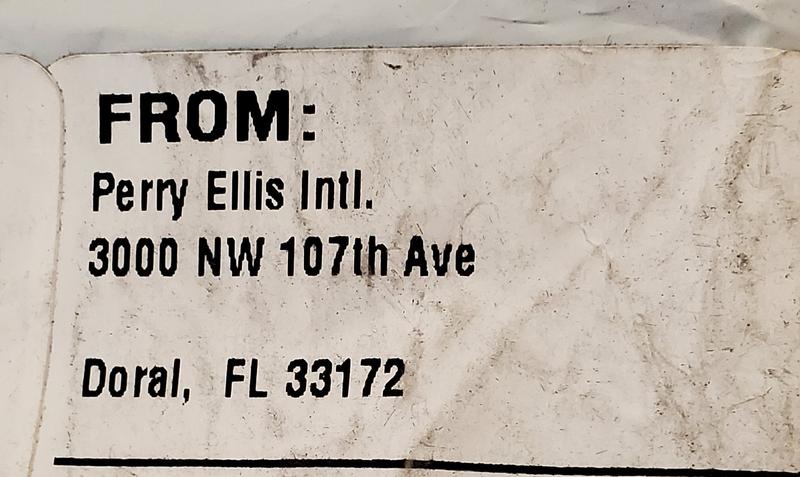 FROM:
Perry Ellis Intl.
3000 NW 107th Ave
Doral, FL 33172